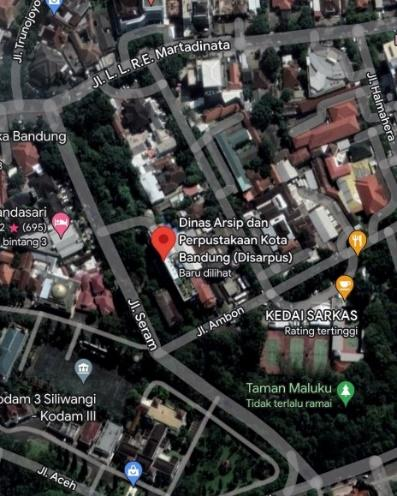 Jl. Trunojoyo
Jl. L. L. R.E. Martadinata
Jl. Halmahera
ka Bandung
andasari
2 ★ (695)
bintang 3
Dinas Arsip dan
Perpustakaan Kota
Bandung (Disarpus)
Baru dilihat
Jl. Seram
Jl. Ambon
KEDAI SARKAS
Rating tertinggi
odam 3 Siliwangi
- Kodam III
Taman Maluku
Tidak terlalu ramai
Jl. Aceh